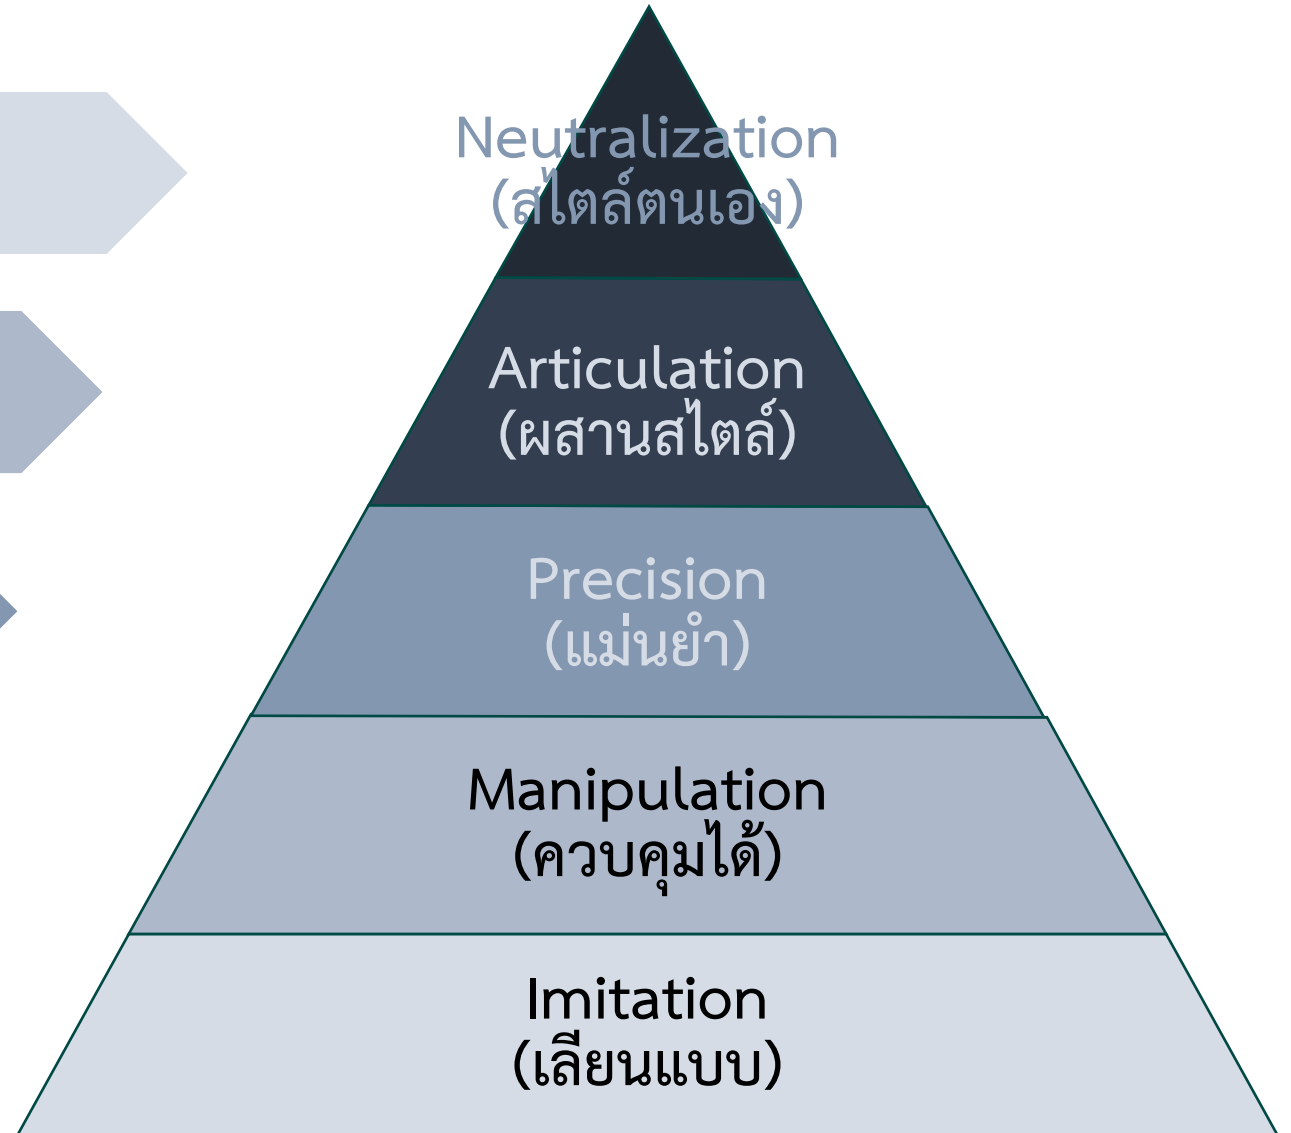 Neutralization
(สไตล์ตนเอง)
Articulation
(ผสานสไตล์)
Precision
(แม่นยำ)
Manipulation
(ควบคุมได้)
Imitation
(เลียนแบบ)